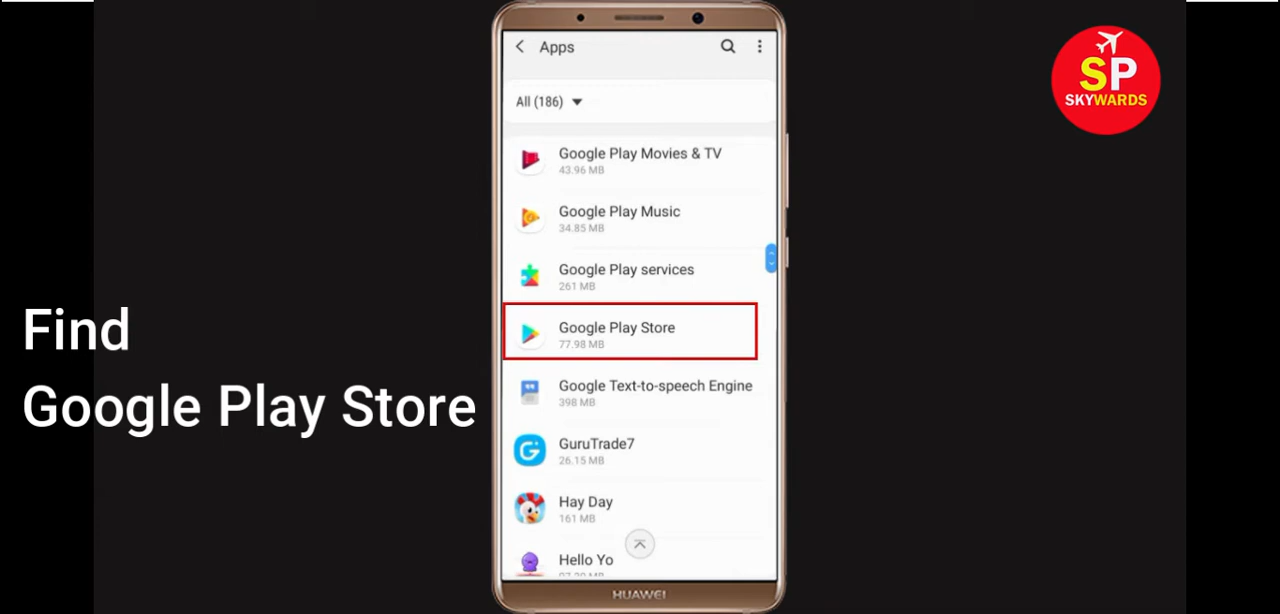 Apps
All (186)
Google Play Movies & TV
43.96 MB
Google Play Music
34.85 MB
Google Play services
261 MB
Google Play Store
77.98 MB
Google Text-to-speech Engine
398 MB
GuruTrade7
26.15 MB
Hay Day
161 MB
Hello Yo
HUAWEI
Find
Google Play Store
SP
SKYWARDS